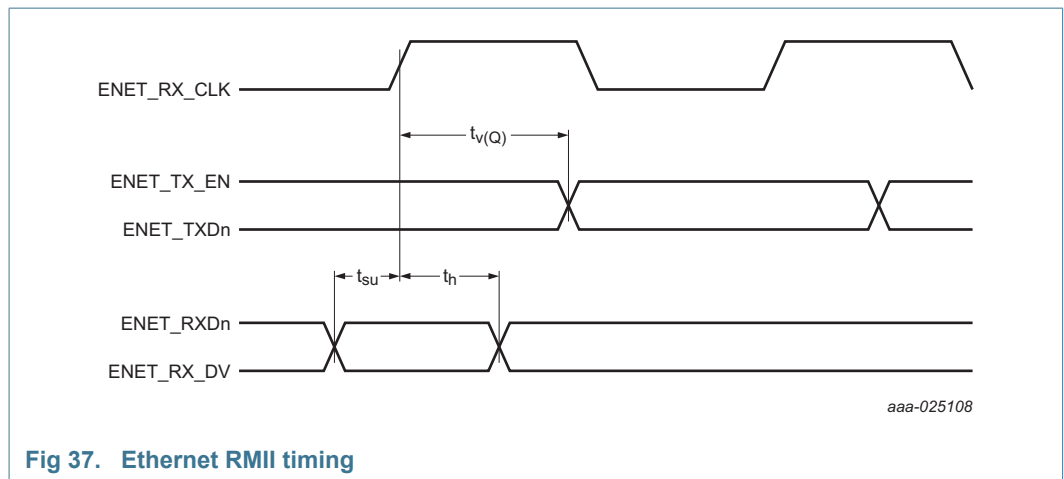 ENET_RX_CLK
tv(Q)
ENET_TX_EN
ENET_TXDn
tsu
th
ENET_RXDn
ENET_RX_DV
aaa-025108
Fig 37. Ethernet RMII timing